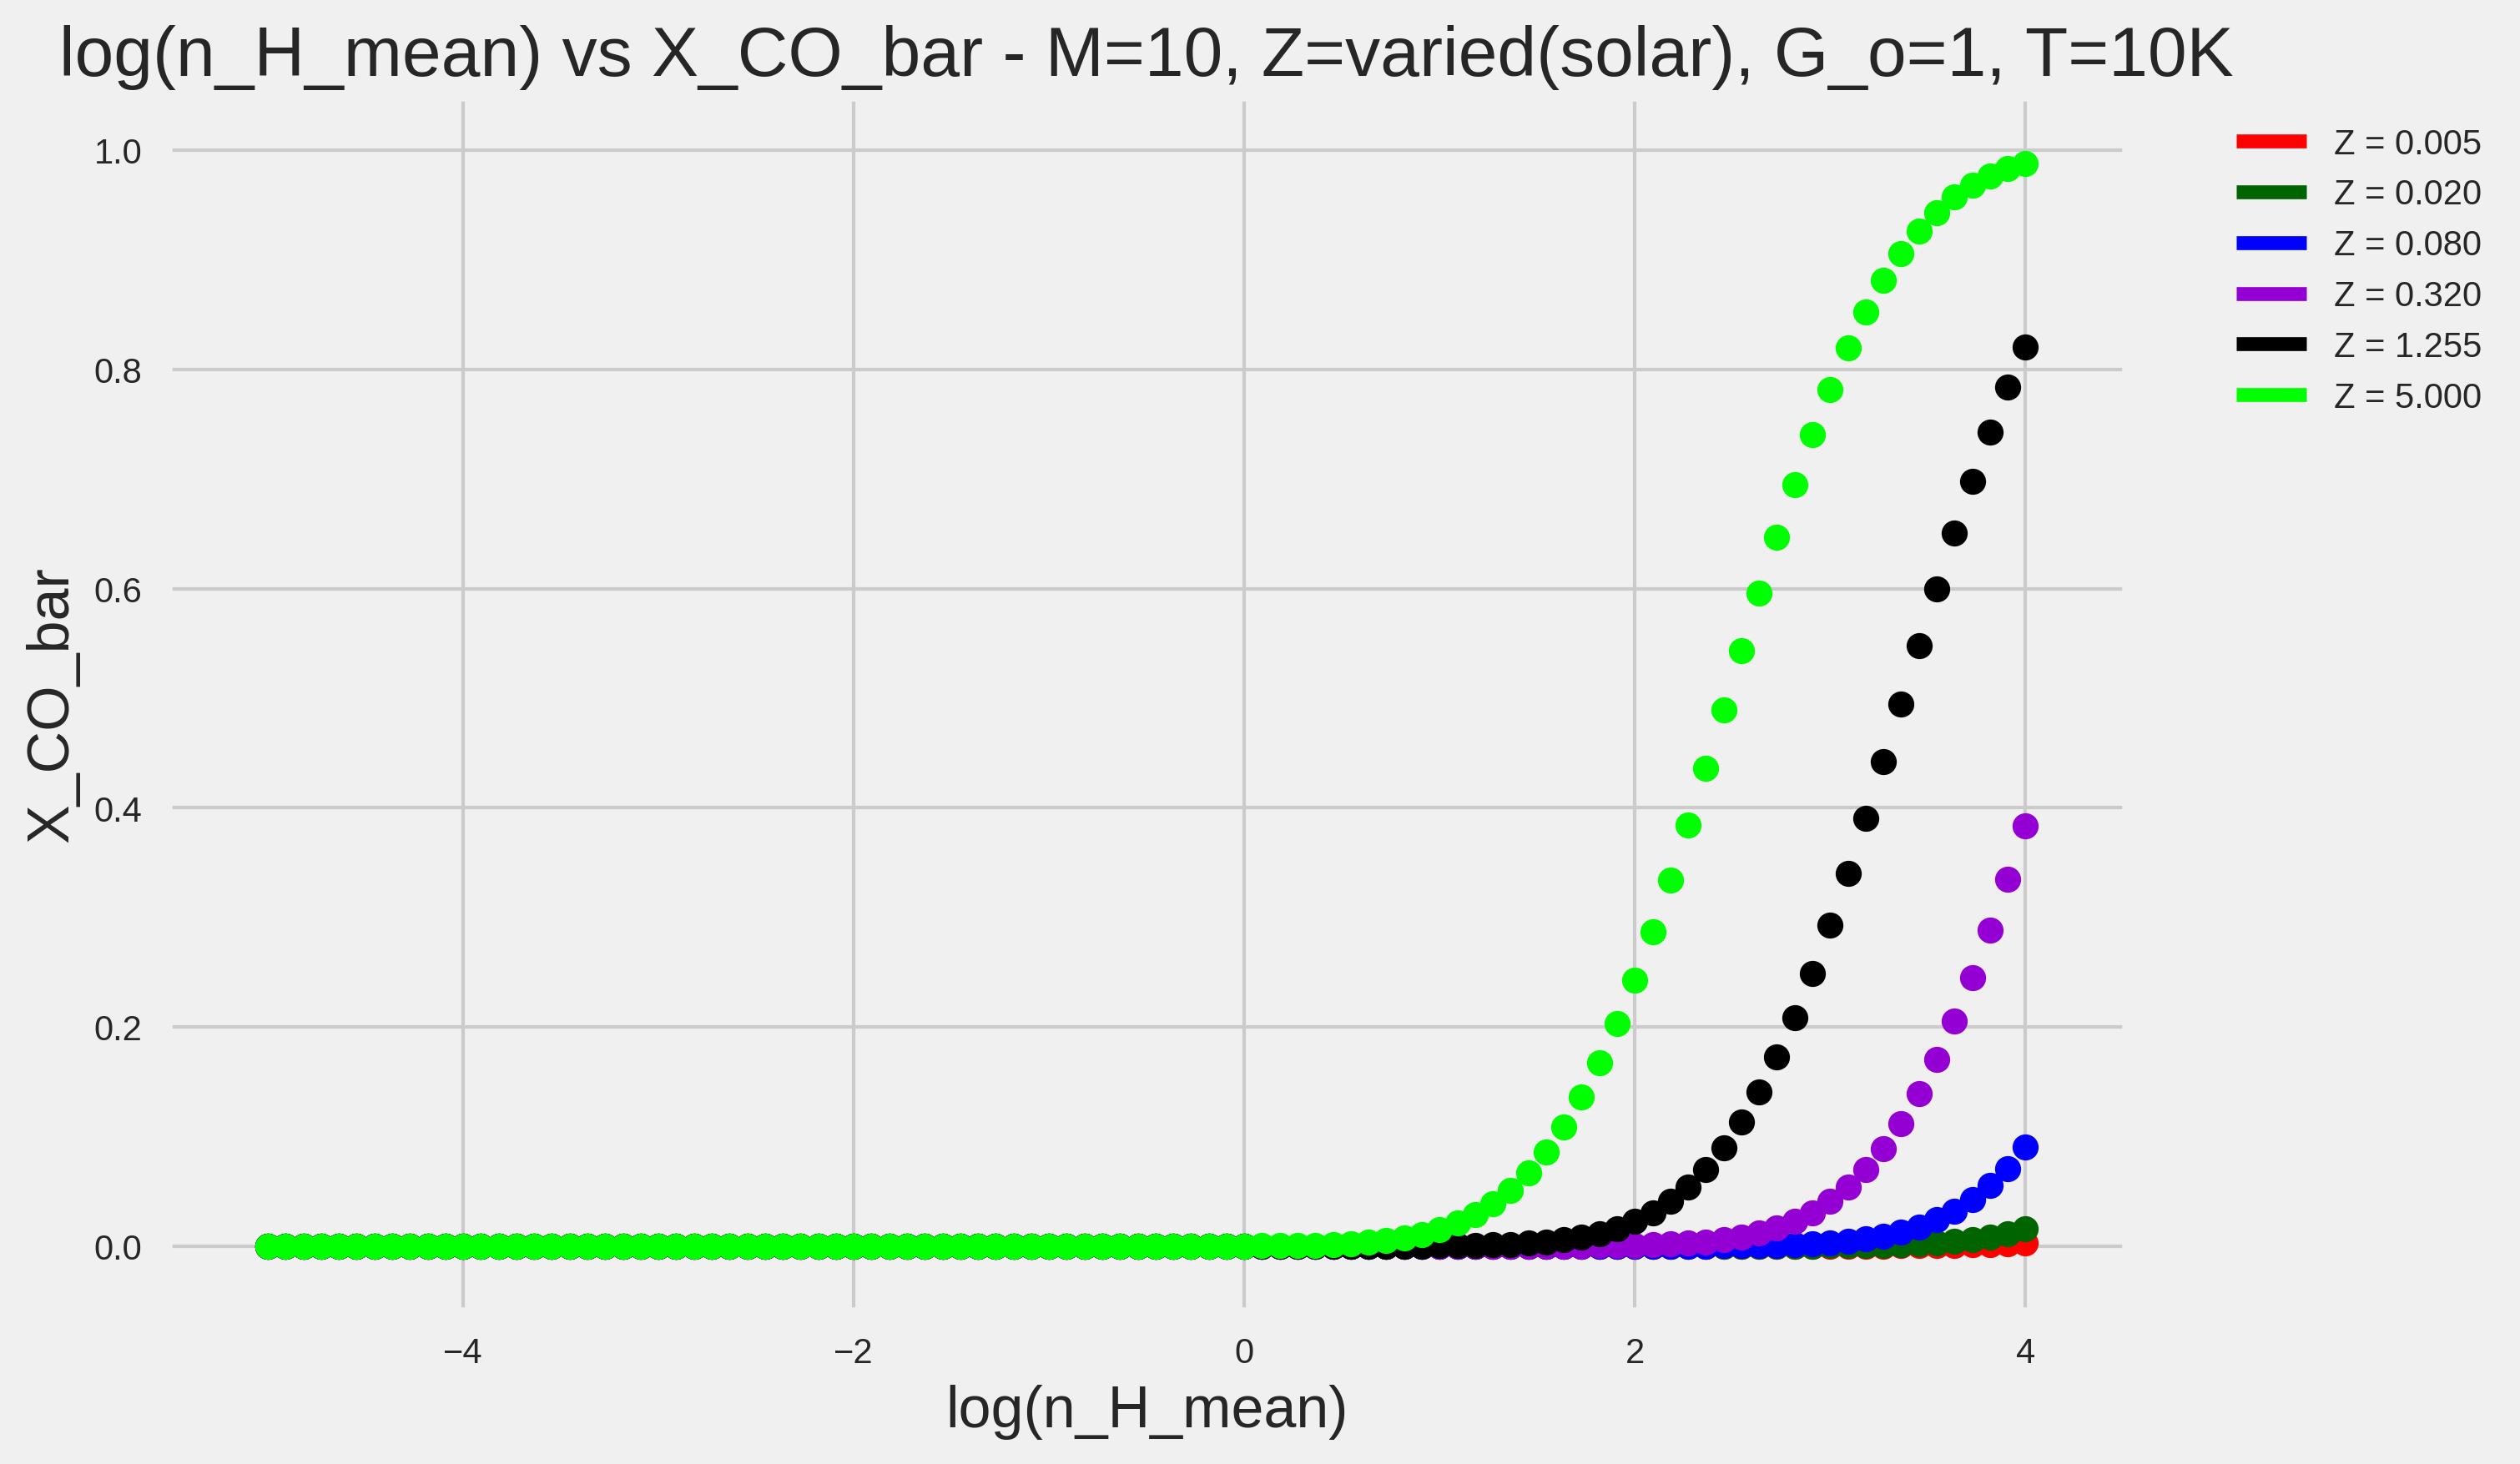 log(n_H_mean) vs X_CO_bar - M=10, Z=varied(solar), G_o=1, T=10K
X_CO_bar
1.0
0.8
0.6
0.4
0.2
0.0
−4
−2
0
2
4
log(n_H_mean)
Z = 0.005
Z = 0.020
Z = 0.080
Z = 0.320
Z = 1.255
Z = 5.000